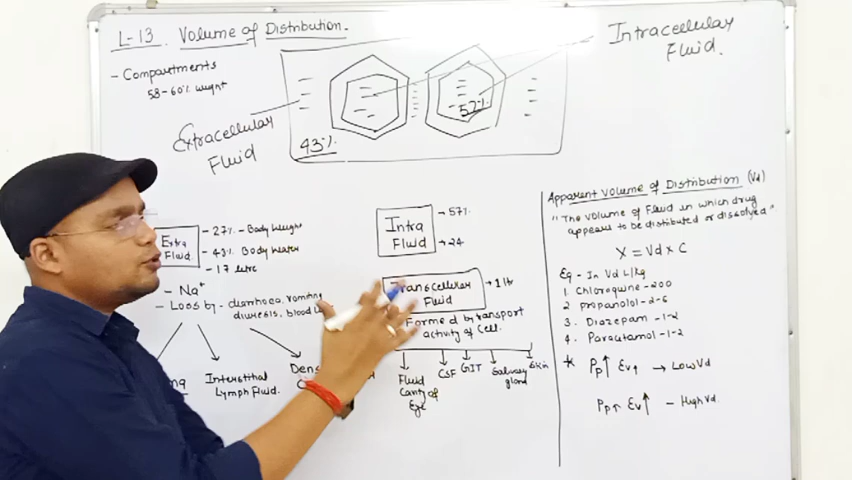 L-13 Volume of Distribution.
- Compartments
58-60% weight
Extracellular
Fluid
43%
57%
Intracellular
Fluid.
Extra
Fluid
- 27% - Body Weight
- 43% Body Water
- 17 litre
- Na+
- Loss by - diarrhoea, vomiting
diuresis, blood
Interstitial
Lymph Fluid.
Dens
Intra
Fluid
- 57%
- 24
Transcellular
Fluid
→ 1 ltr
Formed by transport
activity of Cell.
Fluid
Cavity of
Eye
CSF
GIT
Salivary
gland
Skin
Apparent volume of Distribution (Vd)
"The volume of Fluid in which drug
appears to be distributed or dissolved"
X = Vd x C
Eg - In Vd L/kg
1. Chloroquine - 200
2 propanolol - 2-6
3. Diazepam - 1-2
4. Paracutamol - 1-2
* Pp↑ Ev↑ → Low Vd
Pp↑ Ev↑ - High Vd.